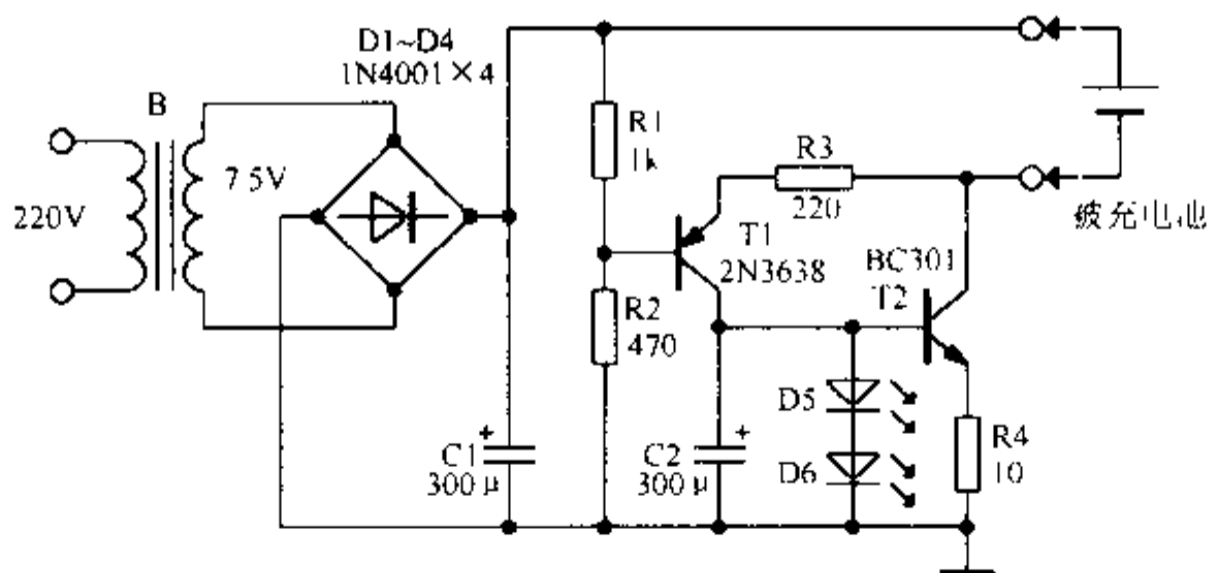 D1~D4
1N4001×4
B
220V
7.5V
R1
1k
R3
220
被充电池
T1
2N3638
BC301
T2
R2
470
D5
D6
C1
300μ
+
C2
300μ
+
R4
10